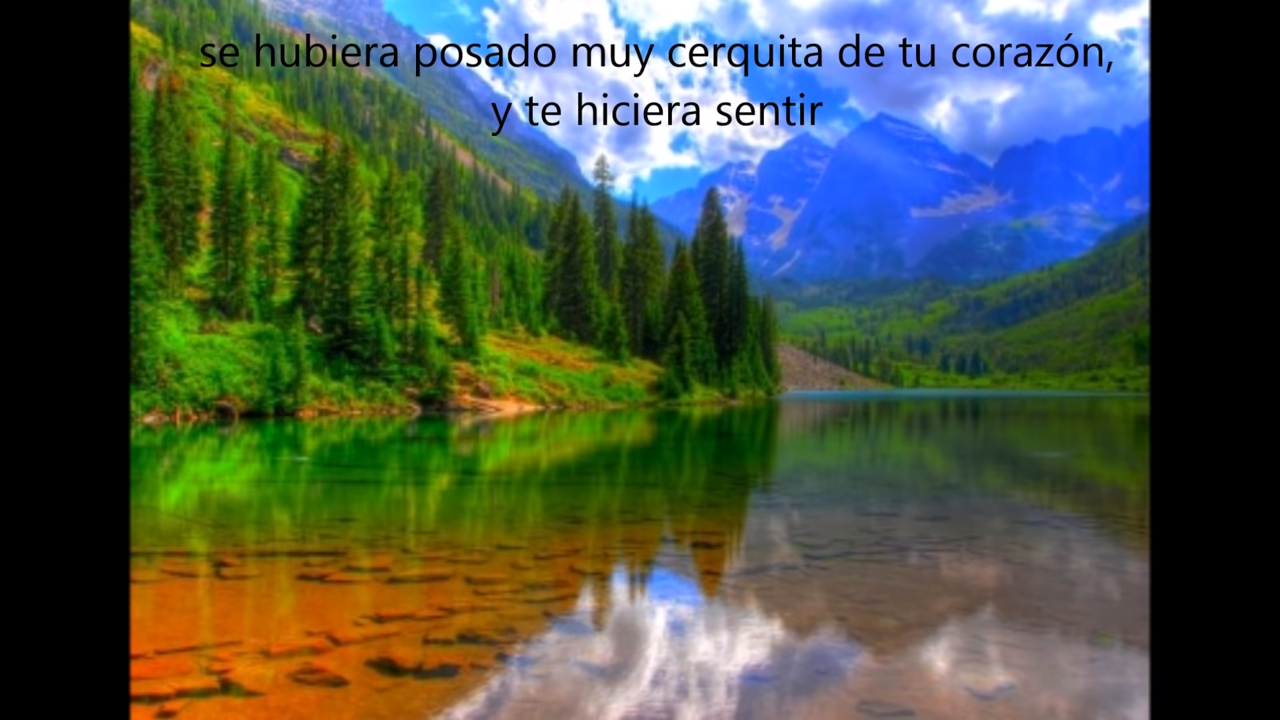 se hubiera posado muy cerquita de tu corazón,
y te hiciera sentir